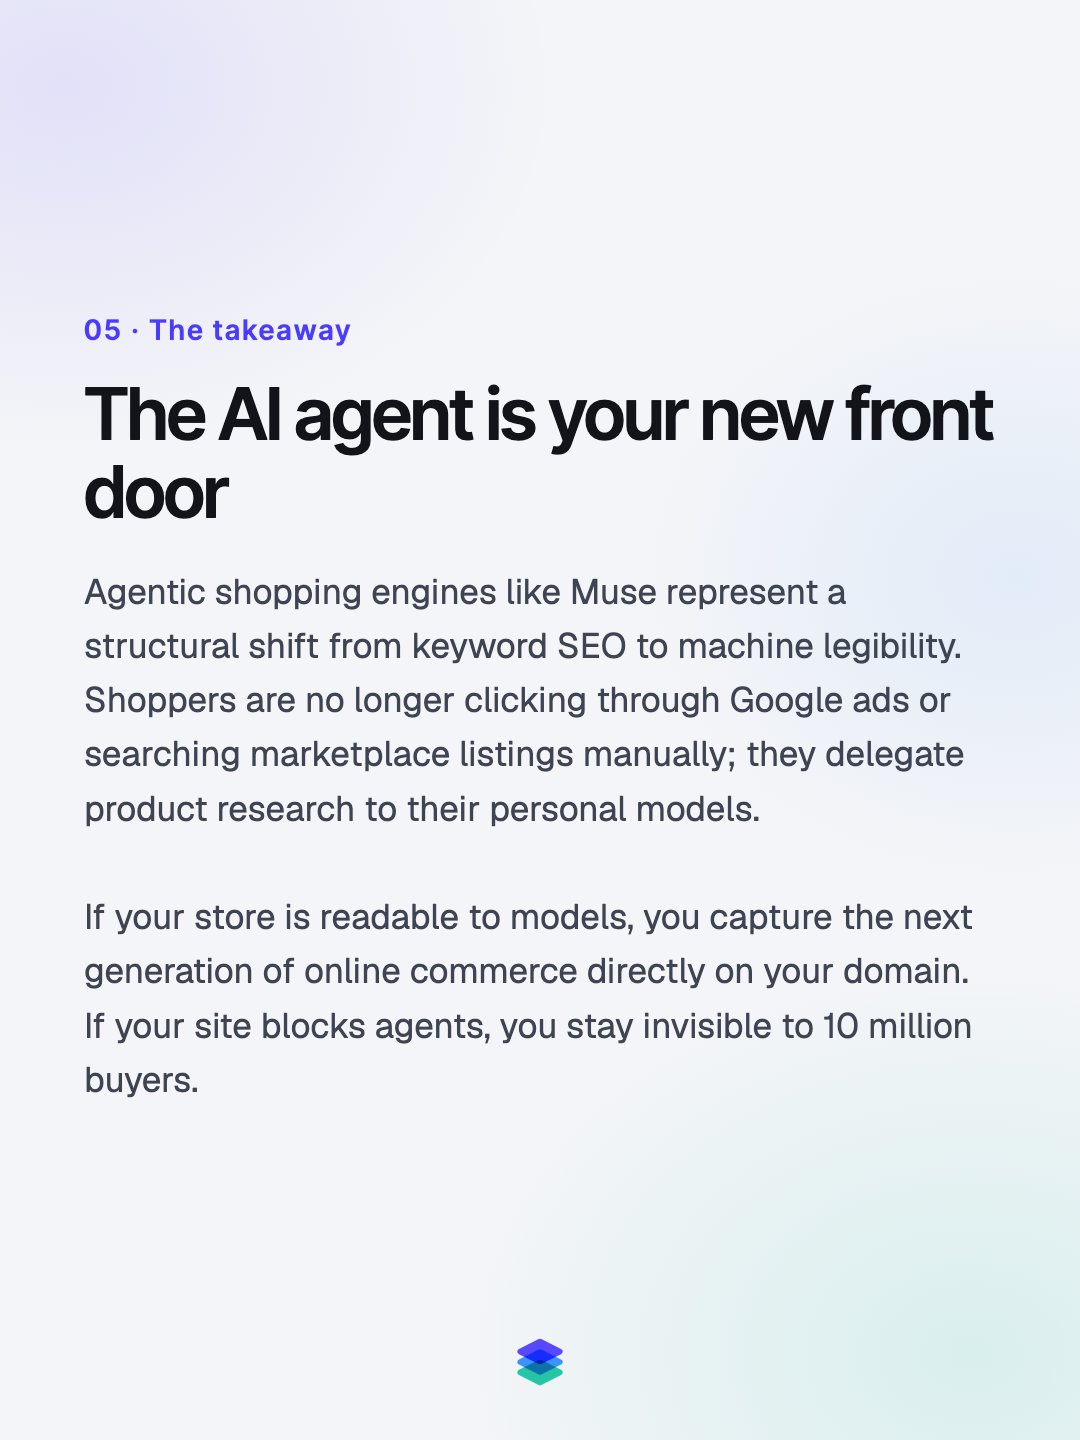 05 · The takeaway
The AI agent is your new front
door
Agentic shopping engines like Muse represent a
structural shift from keyword SEO to machine legibility.
Shoppers are no longer clicking through Google ads or
searching marketplace listings manually; they delegate
product research to their personal models.
If your store is readable to models, you capture the next
generation of online commerce directly on your domain.
If your site blocks agents, you stay invisible to 10 million
buyers.